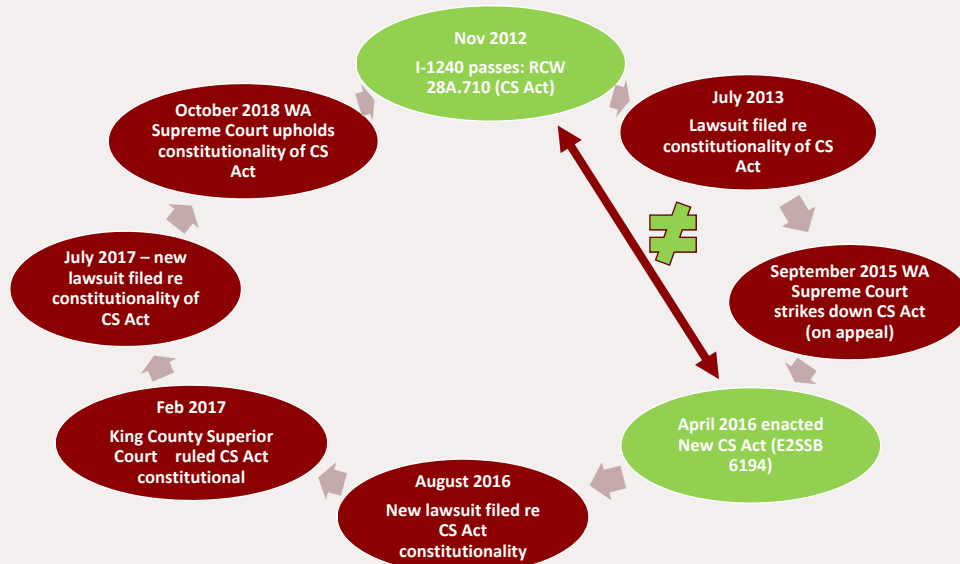 Nov 2012
I-1240 passes: RCW
28A.710 (CS Act)
July 2013
Lawsuit filed re
constitutionality of CS
Act
September 2015 WA
Supreme Court
strikes down CS Act
(on appeal)
April 2016 enacted
New CS Act (E2SSB
6194)
August 2016
New lawsuit filed re
CS Act
constitutionality
Feb 2017
King County Superior
Court ruled CS Act
constitutional
July 2017 – new
lawsuit filed re
constitutionality of
CS Act
October 2018 WA
Supreme Court upholds
constitutionality of CS
Act
≠